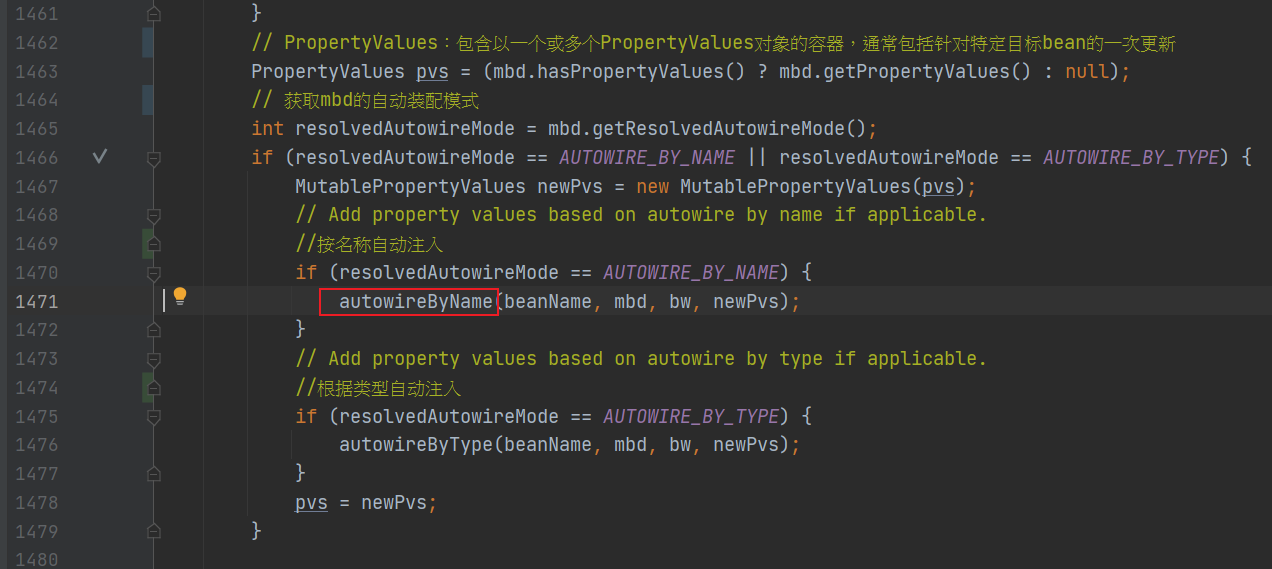 1461 }
1462 // PropertyValues：包含以一个或多个PropertyValues对象的容器，通常包括针对特定目标bean的一次更新
1463 PropertyValues pvs = (mbd.hasPropertyValues() ? mbd.getPropertyValues() : null);
1464 // 获取mbd的自动装配模式
1465 int resolvedAutowireMode = mbd.getResolvedAutowireMode();
1466 if (resolvedAutowireMode == AUTOWIRE_BY_NAME || resolvedAutowireMode == AUTOWIRE_BY_TYPE) {
1467 MutablePropertyValues newPvs = new MutablePropertyValues(pvs);
1468 // Add property values based on autowire by name if applicable.
1469 //按名称自动注入
1470 if (resolvedAutowireMode == AUTOWIRE_BY_NAME) {
1471 autowireByName(beanName, mbd, bw, newPvs);
1472 }
1473 // Add property values based on autowire by type if applicable.
1474 //根据类型自动注入
1475 if (resolvedAutowireMode == AUTOWIRE_BY_TYPE) {
1476 autowireByType(beanName, mbd, bw, newPvs);
1477 }
1478 pvs = newPvs;
1479 }
1480